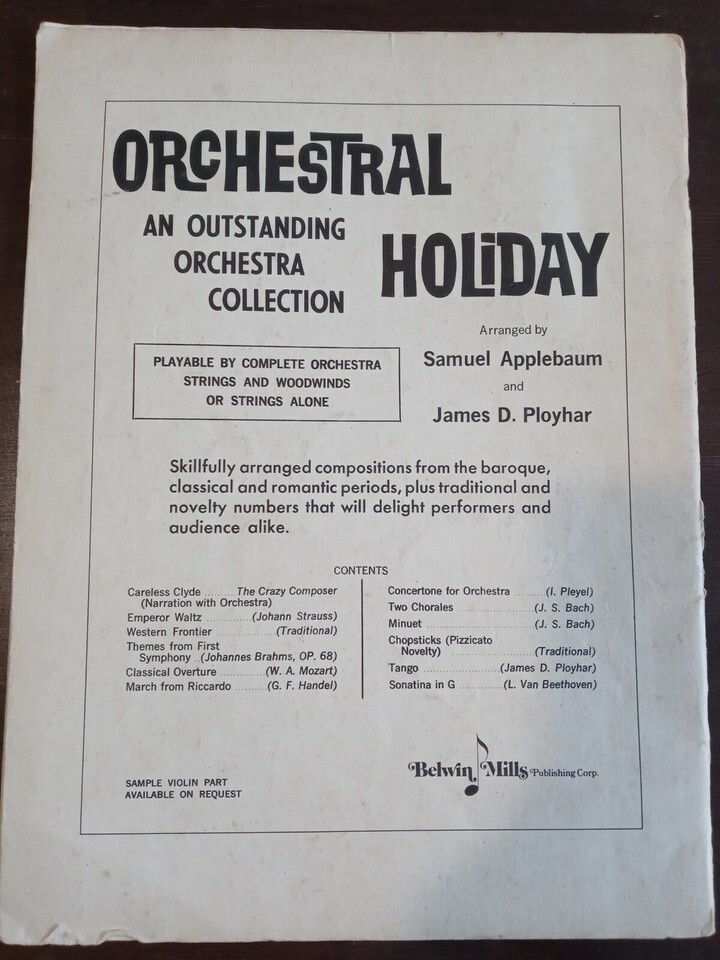 ORCHESTRAL
HOLiDAY
AN OUTSTANDING
ORCHESTRA
COLLECTION
Arranged by
Samuel Applebaum
and
James D. Ployhar
PLAYABLE BY COMPLETE ORCHESTRA
STRINGS AND WOODWINDS
OR STRINGS ALONE
Skillfully arranged compositions from the baroque,
classical and romantic periods, plus traditional and
novelty numbers that will delight performers and
audience alike.
CONTENTS
Careless Clyde ........ The Crazy Composer
(Narration with Orchestra)
Emperor Waltz ............ (Johann Strauss)
Western Frontier ............... (Traditional)
Themes from First
Symphony .. (Johannes Brahms, OP. 68)
Classical Overture ............ (W. A. Mozart)
March from Riccardo ......... (G. F. Handel)
Concertone for Orchestra ........ (I. Pleyel)
Two Chorales .................... (J. S. Bach)
Minuet ............................ (J. S. Bach)
Chopsticks (Pizzicato
Novelty) .................... (Traditional)
Tango .................... (James D. Ployhar)
Sonatina in G ........... (L. Van Beethoven)
Belwin Mills Publishing Corp.
SAMPLE VIOLIN PART
AVAILABLE ON REQUEST